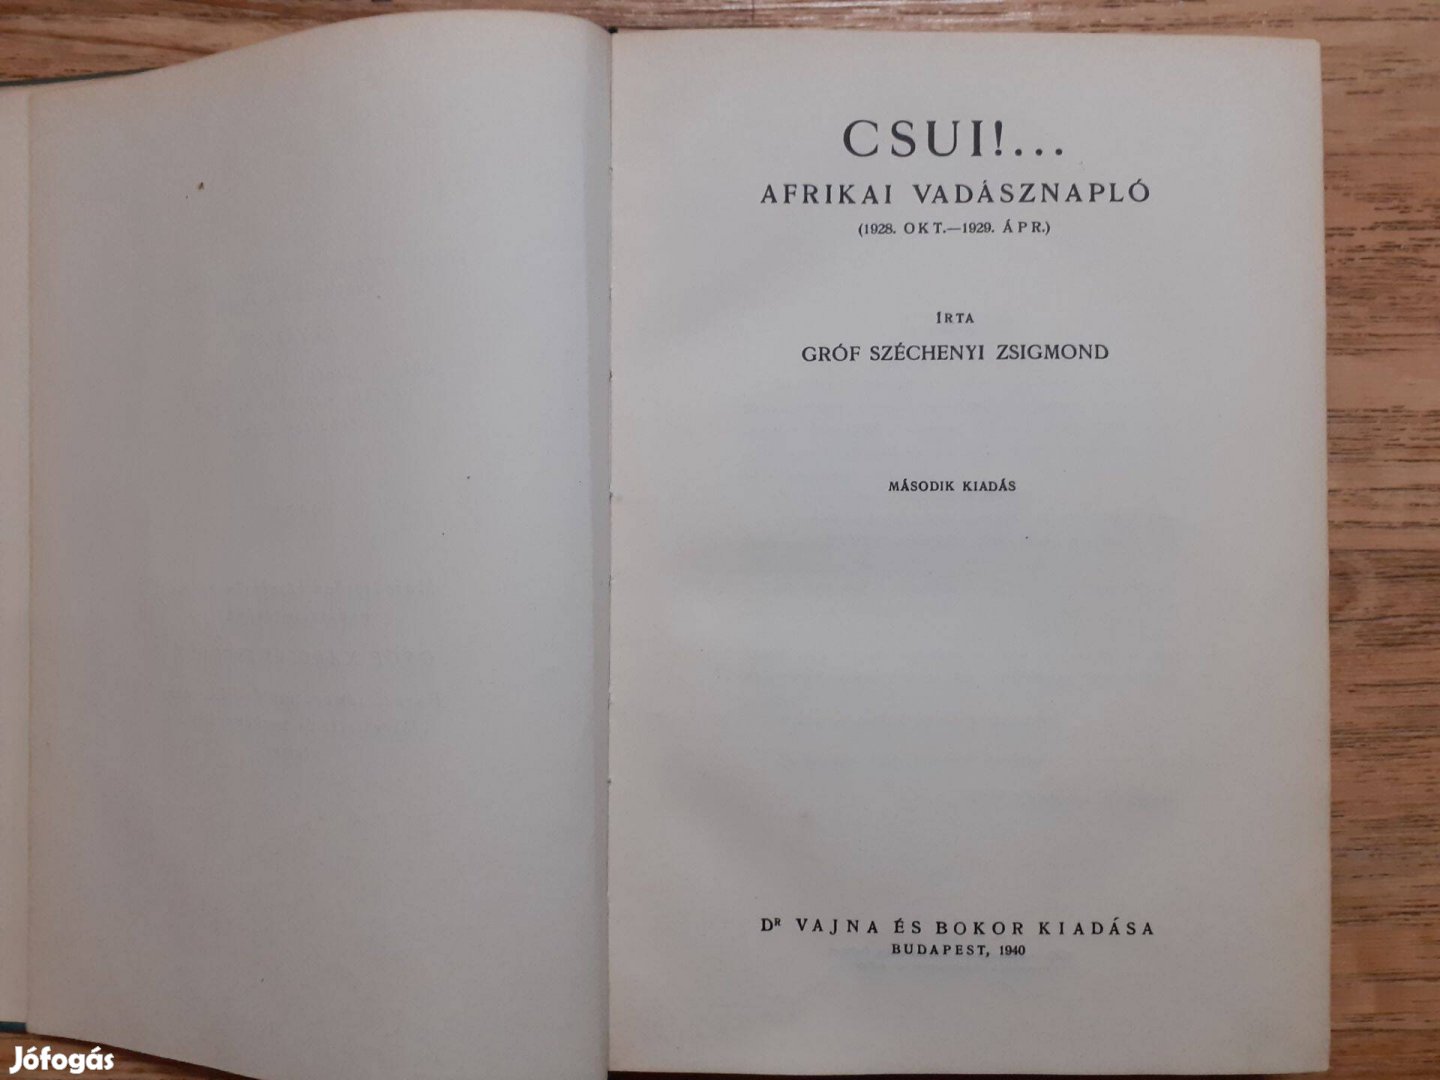 CSUI!...
AFRIKAI VADÁSZNAPLÓ
(1928. OKT.—1929. ÁPR.)
ÍRTA
GRÓF SZÉCHENYI ZSIGMOND
MÁSODIK KIADÁS
DR VAJNA ÉS BOKOR KIADÁSA
BUDAPEST, 1940
Jófogás